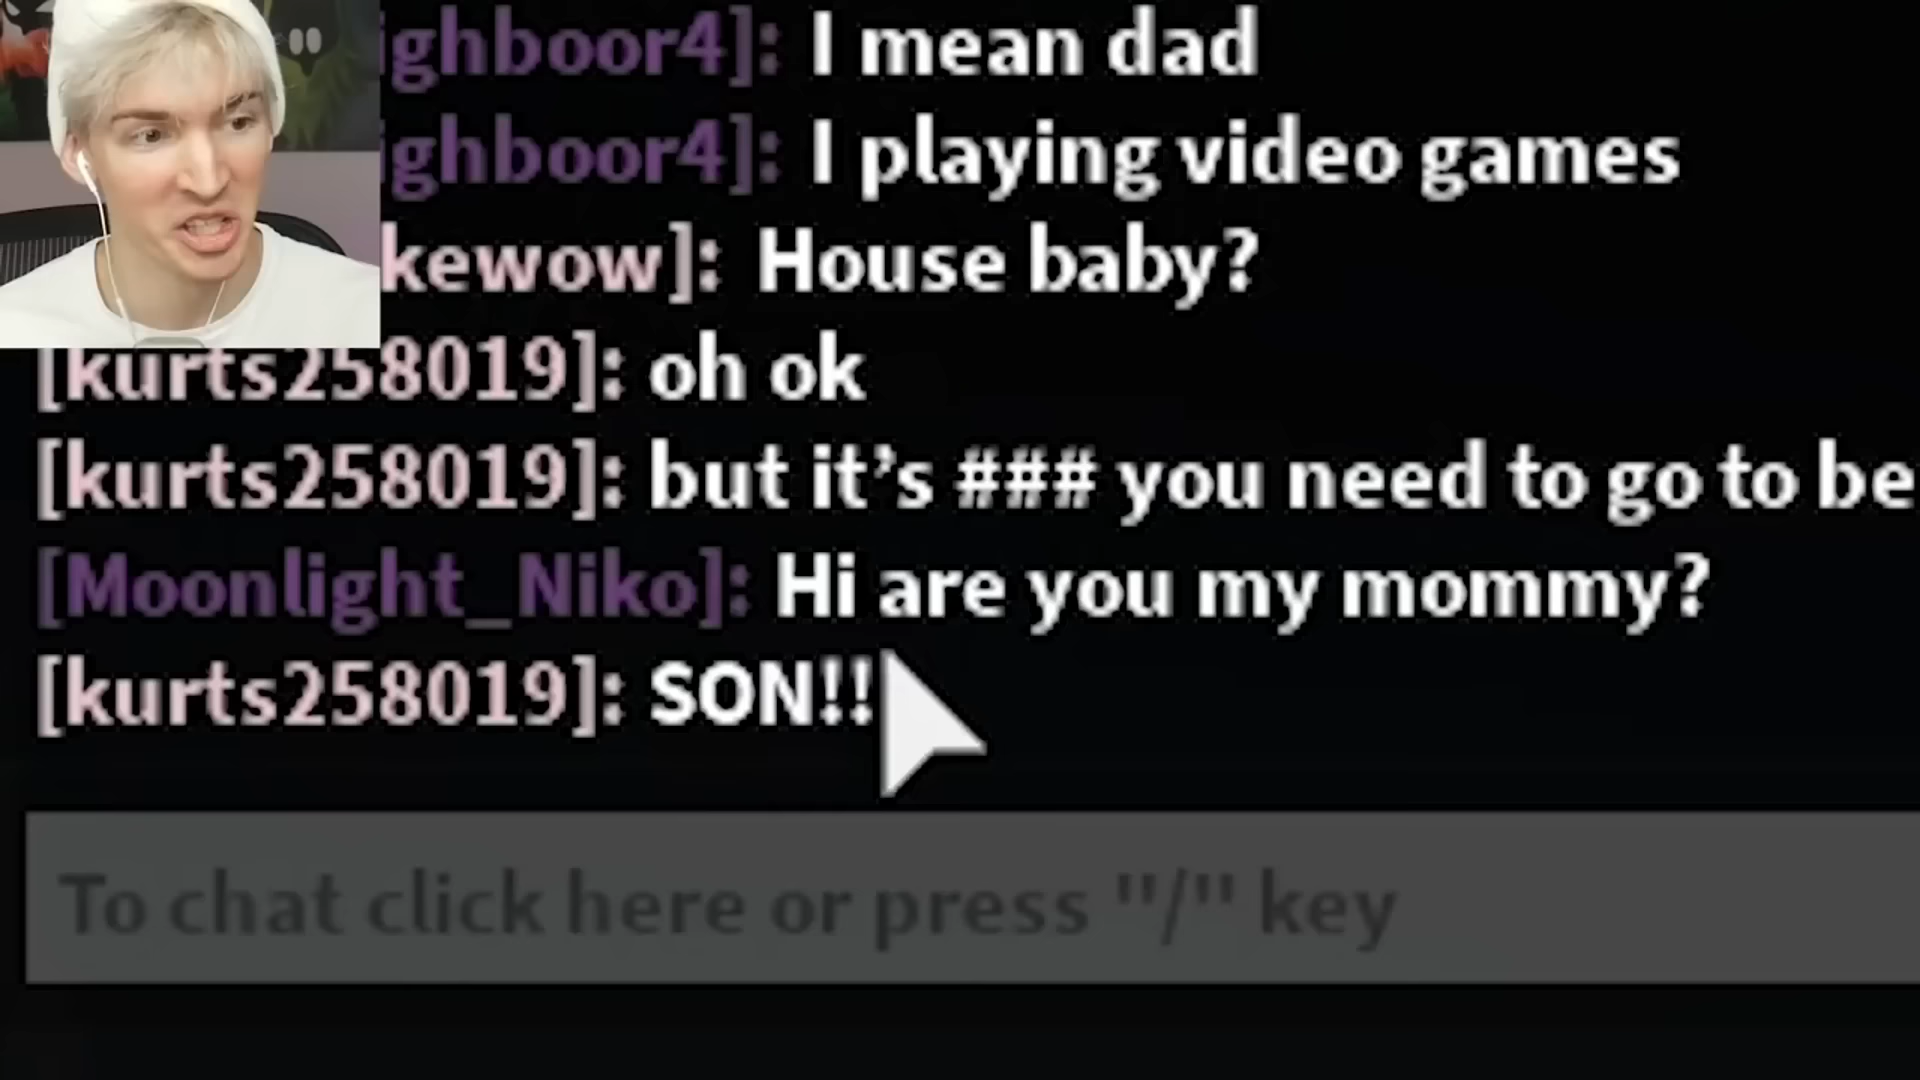 ighboor4]: I mean dad
ighboor4]: I playing video games
kewow]: House baby?
[kurts258019]: oh ok
[kurts258019]: but it’s ### you need to go to be
[Moonlight_Niko]: Hi are you my mommy?
[kurts258019]: SON!!
To chat click here or press "/" key